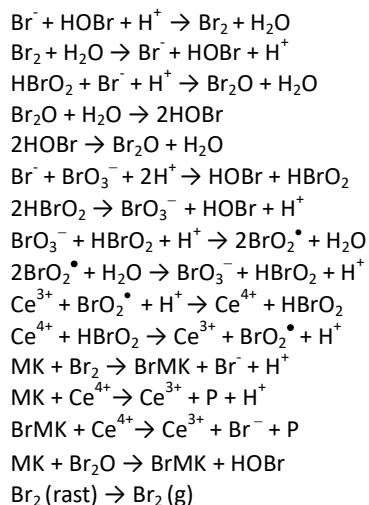 Br⁻ + HOBr + H⁺ → Br₂ + H₂O
Br₂ + H₂O → Br⁻ + HOBr + H⁺
HBrO₂ + Br⁻ + H⁺ → Br₂O + H₂O
Br₂O + H₂O → 2HOBr
2HOBr → Br₂O + H₂O
Br⁻ + BrO₃⁻ + 2H⁺ → HOBr + HBrO₂
2HBrO₂ → BrO₃⁻ + HOBr + H⁺
BrO₃⁻ + HBrO₂ + H⁺ → 2BrO₂• + H₂O
2BrO₂• + H₂O → BrO₃⁻ + HBrO₂ + H⁺
Ce³⁺ + BrO₂• + H⁺ → Ce⁴⁺ + HBrO₂
Ce⁴⁺ + HBrO₂ → Ce³⁺ + BrO₂• + H⁺
MK + Br₂ → BrMK + Br⁻ + H⁺
MK + Ce⁴⁺ → Ce³⁺ + P + H⁺
BrMK + Ce⁴⁺ → Ce³⁺ + Br⁻ + P
MK + Br₂O → BrMK + HOBr
Br₂ (rast) → Br₂ (g)